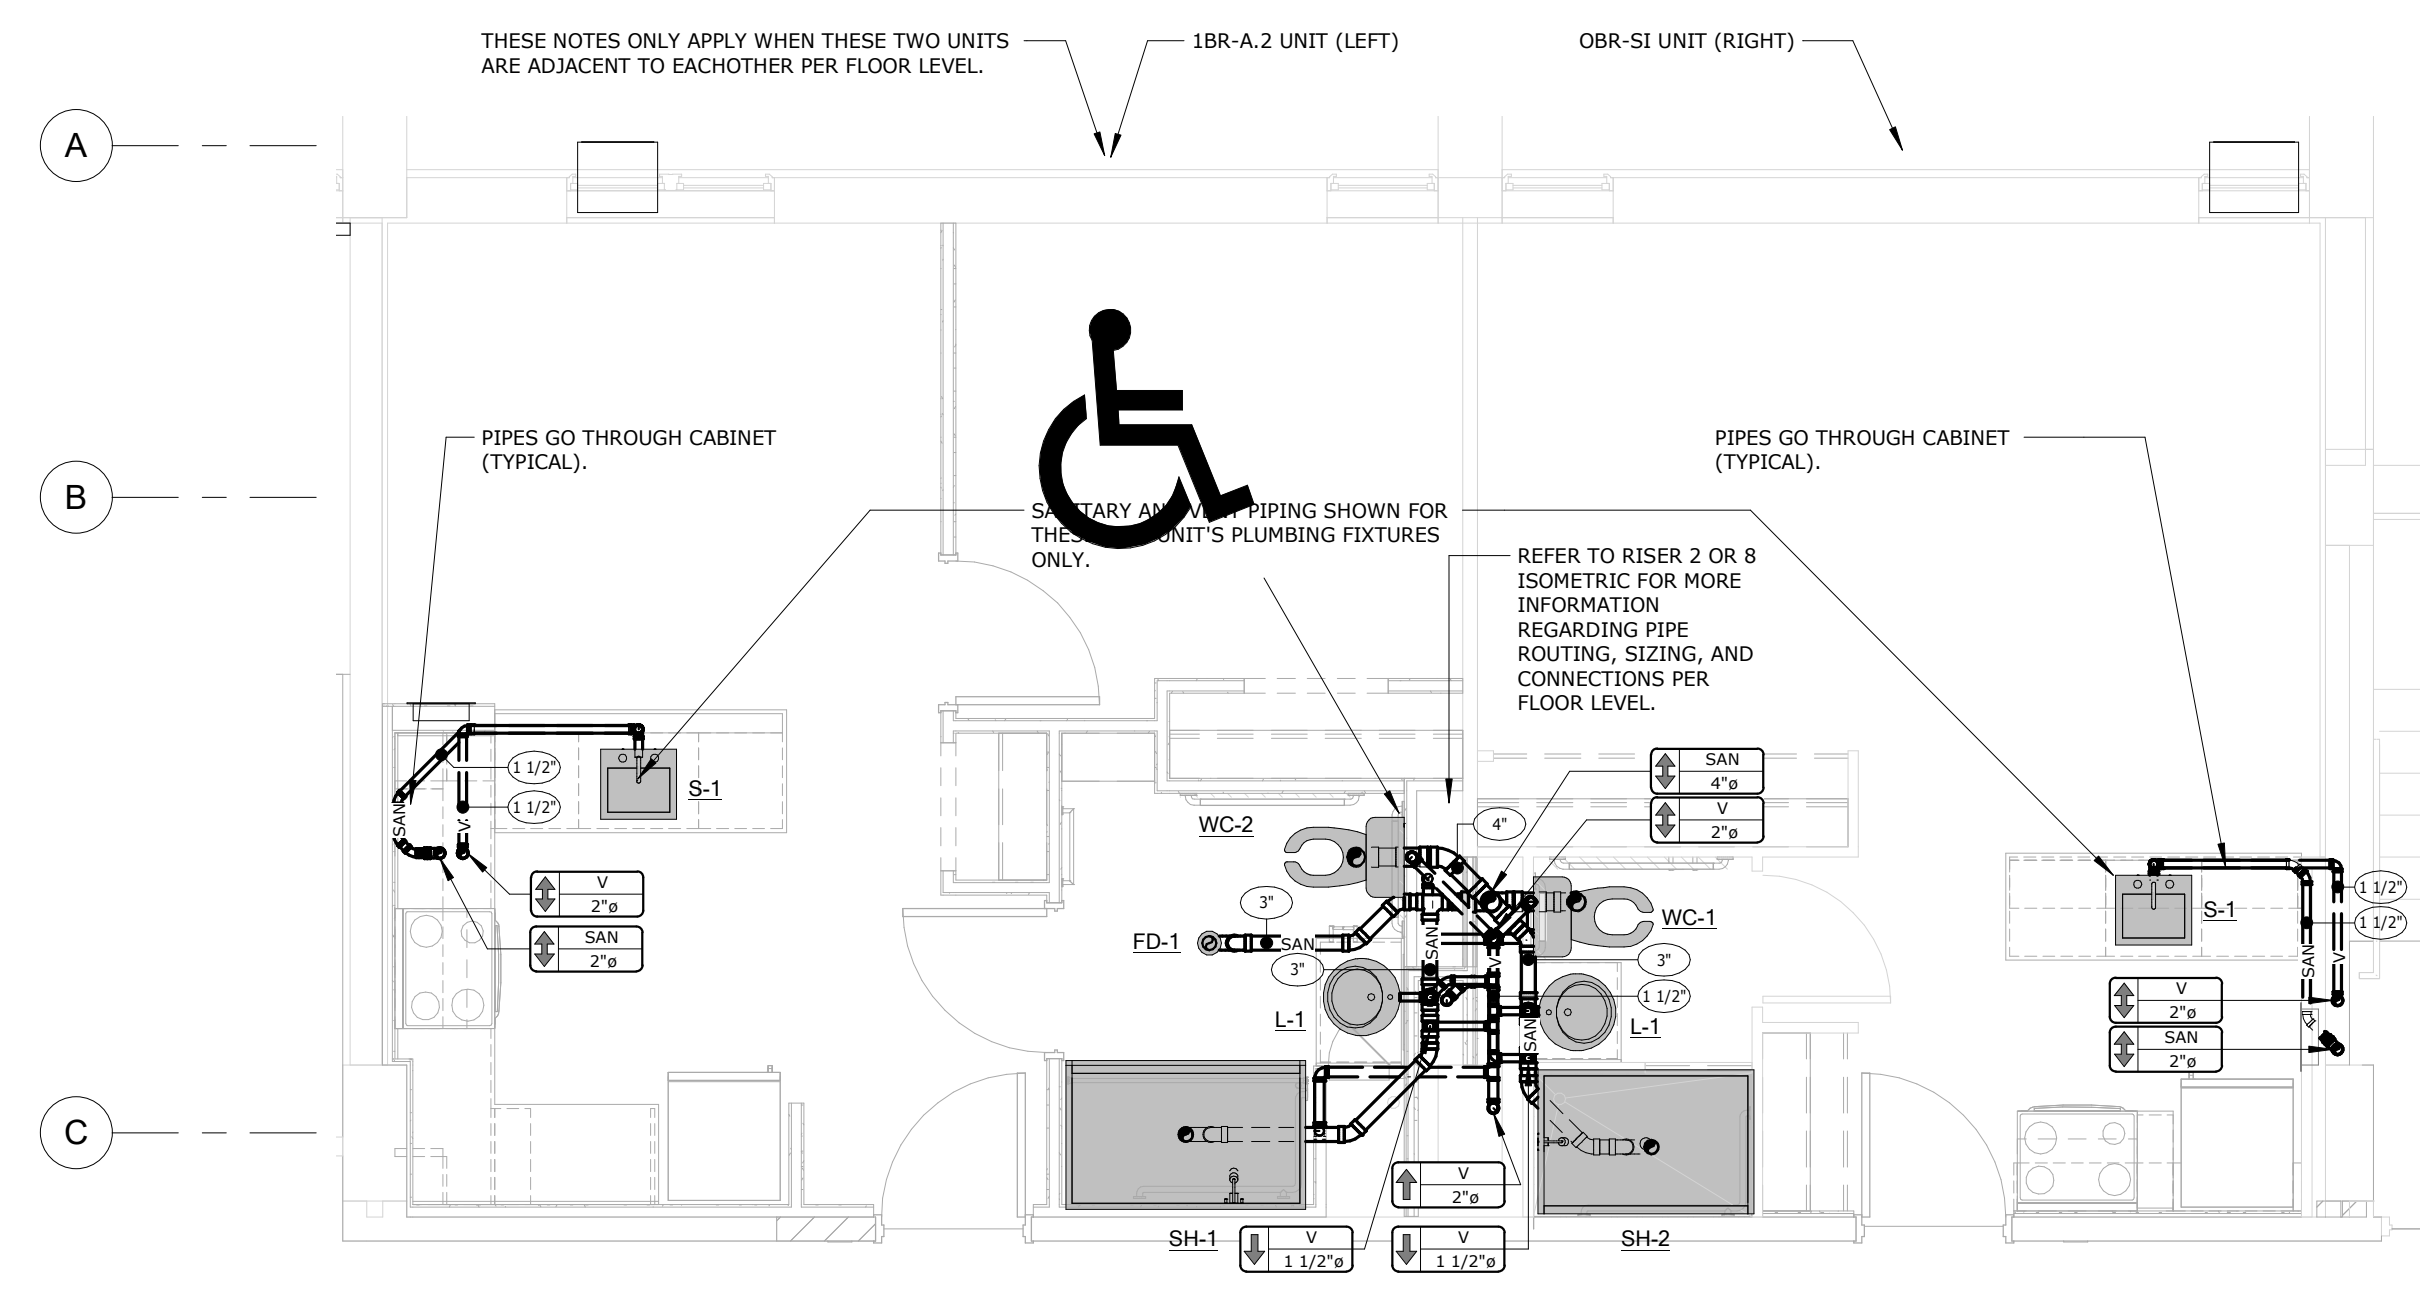 THESE NOTES ONLY APPLY WHEN THESE TWO UNITS
ARE ADJACENT TO EACHOTHER PER FLOOR LEVEL.
1BR-A.2 UNIT (LEFT)
OBR-SI UNIT (RIGHT)
A
B
C
PIPES GO THROUGH CABINET
(TYPICAL).
PIPES GO THROUGH CABINET
(TYPICAL).
PIPING SHOWN FOR
UNIT'S PLUMBING FIXTURES
ONLY.
REFER TO RISER 2 OR 8
ISOMETRIC FOR MORE
INFORMATION
REGARDING PIPE
ROUTING, SIZING, AND
CONNECTIONS PER
FLOOR LEVEL.
1 1/2"
1 1/2"
S-1
SAN
V
V
2"ø
SAN
2"ø
WC-2
4"
SAN
4"ø
V
2"ø
3"
FD-1
SAN
3"
SAN
V
WC-1
3"
1 1/2"
L-1
L-1
SAN
S-1
1 1/2"
1 1/2"
SAN
V
V
2"ø
SAN
2"ø
V
2"ø
SH-1
V
1 1/2"ø
V
1 1/2"ø
SH-2